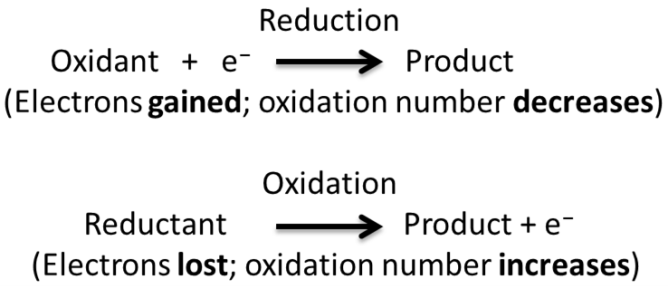 Reduction
Oxidant + e⁻ ⟶ Product
(Electrons gained; oxidation number decreases)
Oxidation
Reductant ⟶ Product + e⁻
(Electrons lost; oxidation number increases)